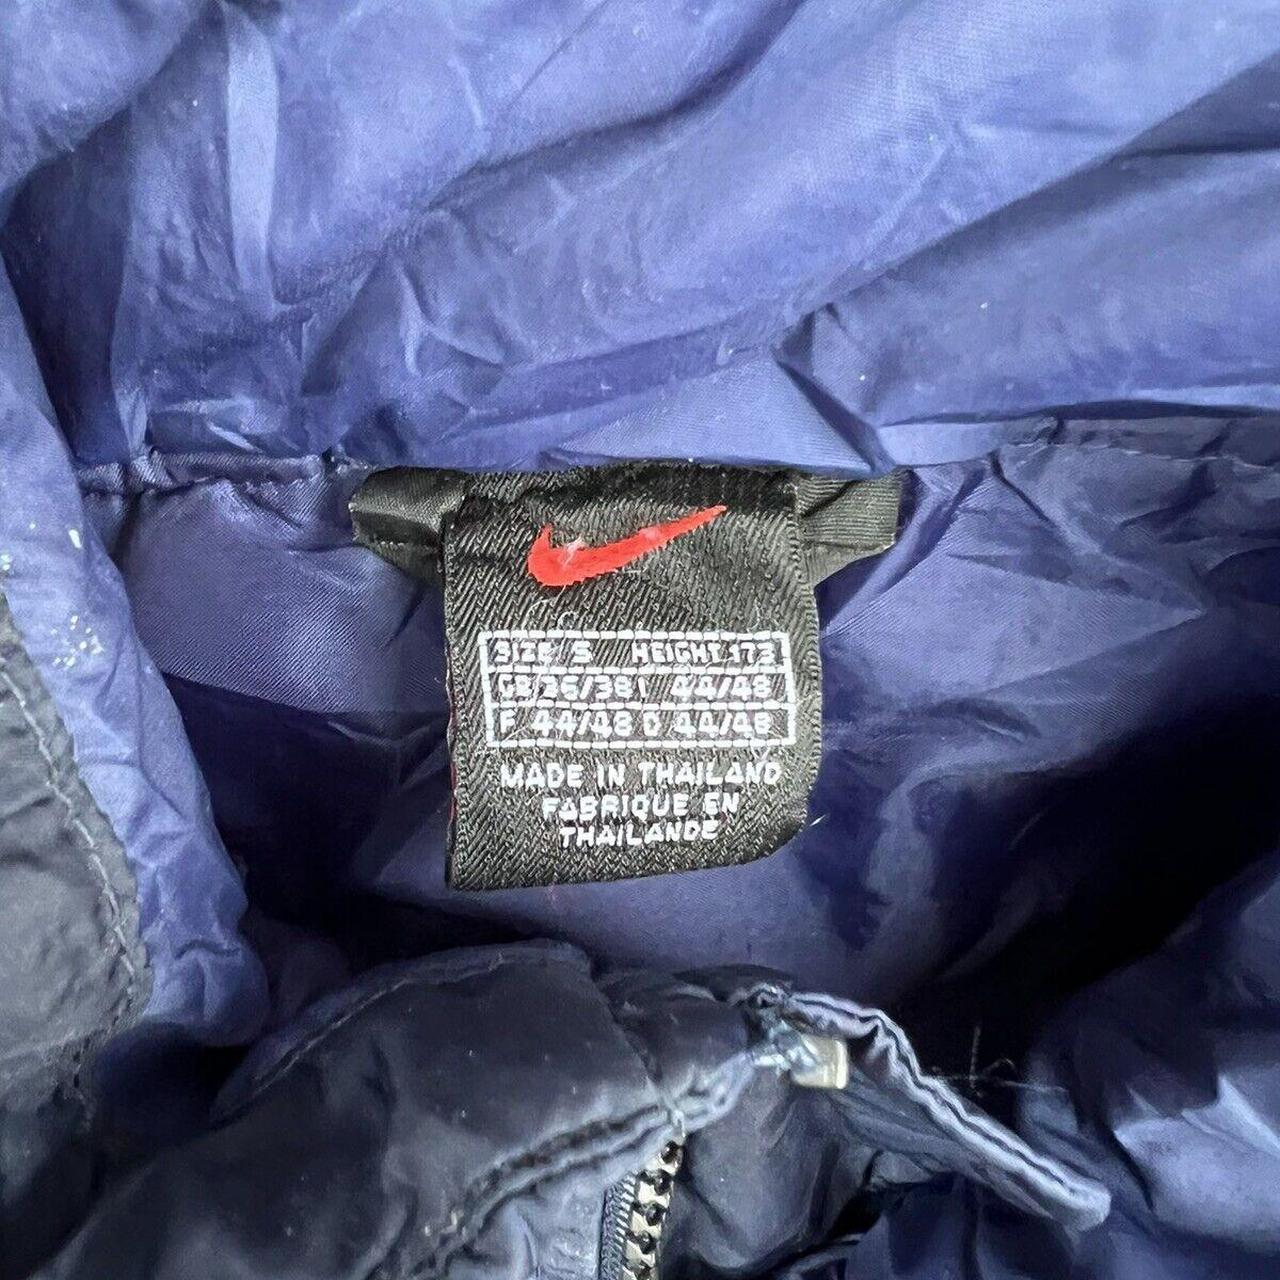 SIZE S HEIGHT 173
GB 36/38 I 44/48
F 44/48 D 44/48
MADE IN THAILAND
FABRIQUE EN
THAILANDE